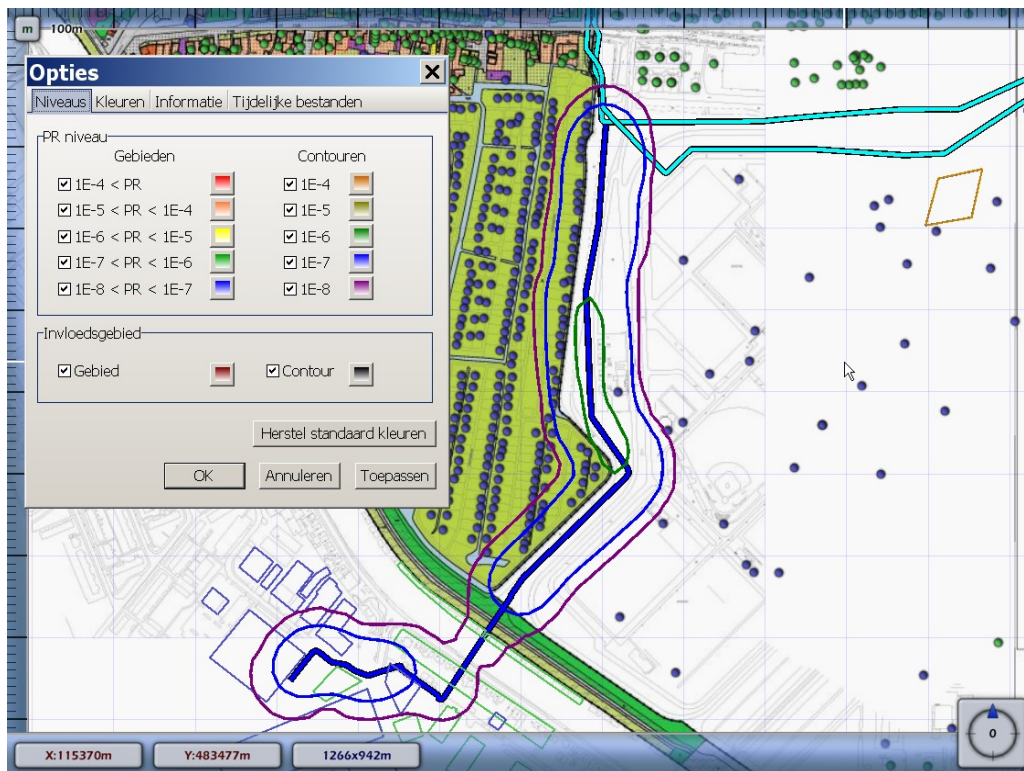 m 100m
Opties
Niveaus Kleuren Informatie Tijdelijke bestanden
PR niveau
Gebieden Contouren
1E-4 < PR 1E-4
1E-5 < PR < 1E-4 1E-5
1E-6 < PR < 1E-5 1E-6
1E-7 < PR < 1E-6 1E-7
1E-8 < PR < 1E-7 1E-8
Invloedsgebied
Gebied Contour
Herstel standaard kleuren
OK Annuleren Toepassen
X:115370m Y:483477m 1266x942m 0